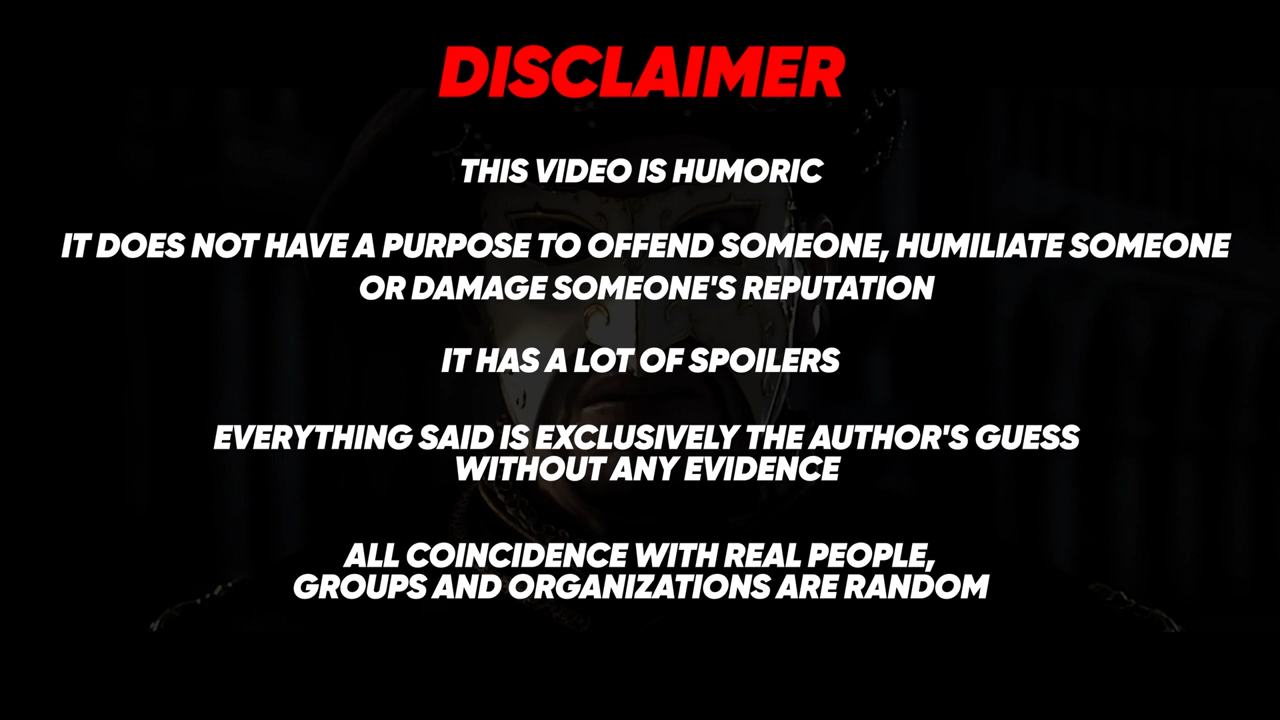 DISCLAIMER
THIS VIDEO IS HUMORIC
IT DOES NOT HAVE A PURPOSE TO OFFEND SOMEONE, HUMILIATE SOMEONE
OR DAMAGE SOMEONE'S REPUTATION
IT HAS A LOT OF SPOILERS
EVERYTHING SAID IS EXCLUSIVELY THE AUTHOR'S GUESS
WITHOUT ANY EVIDENCE
ALL COINCIDENCE WITH REAL PEOPLE,
GROUPS AND ORGANIZATIONS ARE RANDOM